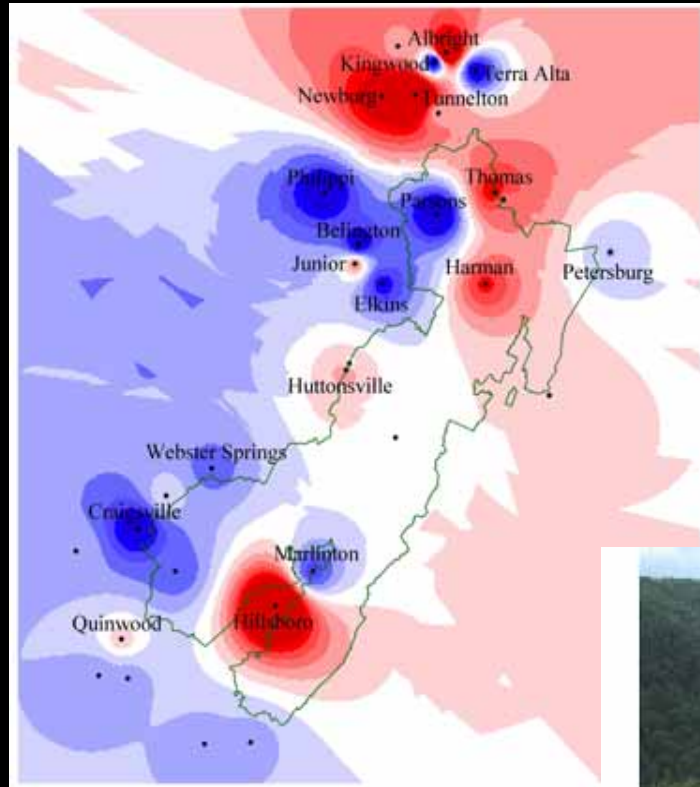 Albright
Kingwood
Terra Alta
Newburg
Tunnelton
Philippi
Thomas
Parsons
Belington
Junior
Harman
Petersburg
Elkins
Huttonsville
Webster Springs
Craigsville
Marlinton
Quinwood
Hillsboro